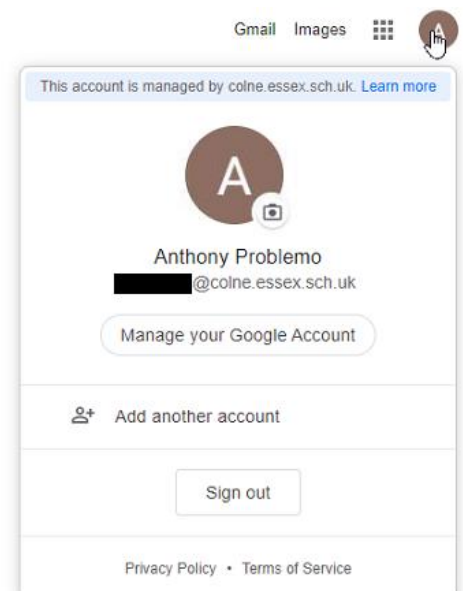 Gmail Images
A
This account is managed by colne.essex.sch.uk. Learn more
A
Anthony Problemo
@colne.essex.sch.uk
Manage your Google Account
Add another account
Sign out
Privacy Policy • Terms of Service